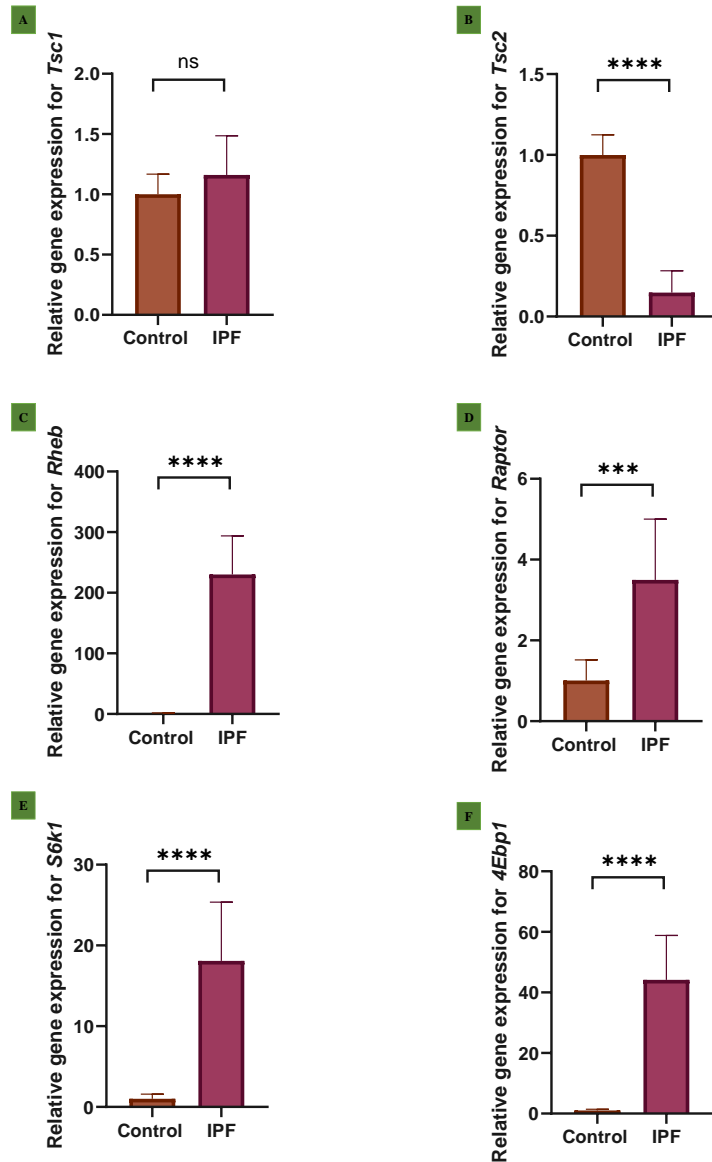 A
Relative gene expression for Tsc1
ns
2.0
1.5
1.0
0.5
0.0
Control IPF
B
Relative gene expression for Tsc2
****
1.5
1.0
0.5
0.0
Control IPF
C
Relative gene expression for Rheb
****
400
300
200
100
0
Control IPF
D
Relative gene expression for Raptor
***
6
4
2
0
Control IPF
E
Relative gene expression for S6k1
****
30
20
10
0
Control IPF
F
Relative gene expression for 4Ebp1
****
80
60
40
20
0
Control IPF